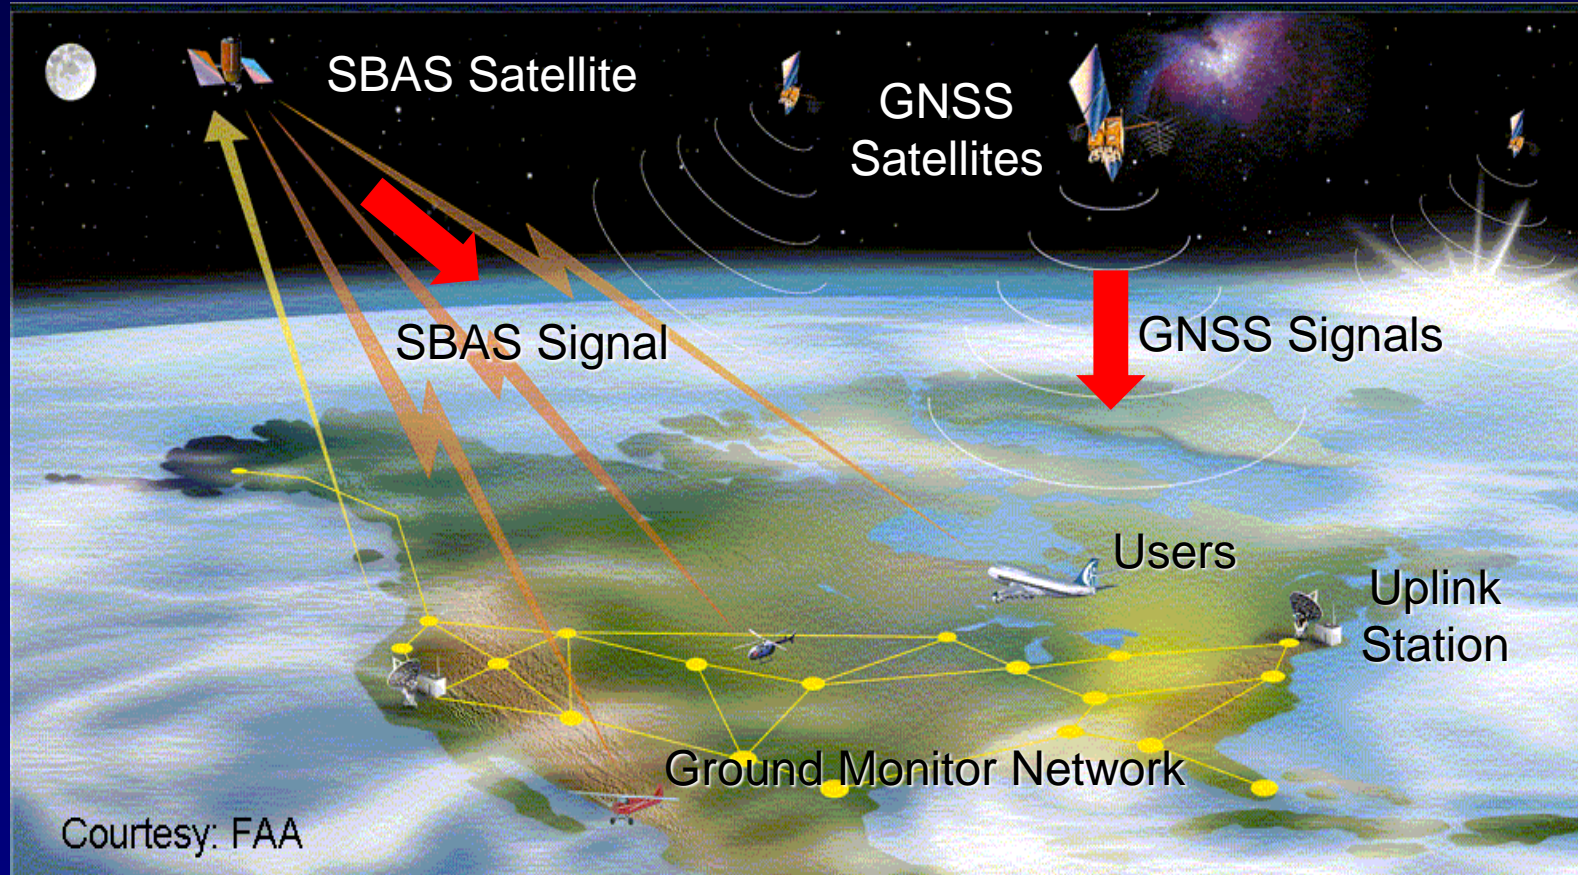 SBAS Satellite
GNSS
Satellites
SBAS Signal
GNSS Signals
Users
Uplink
Station
Ground Monitor Network
Courtesy: FAA